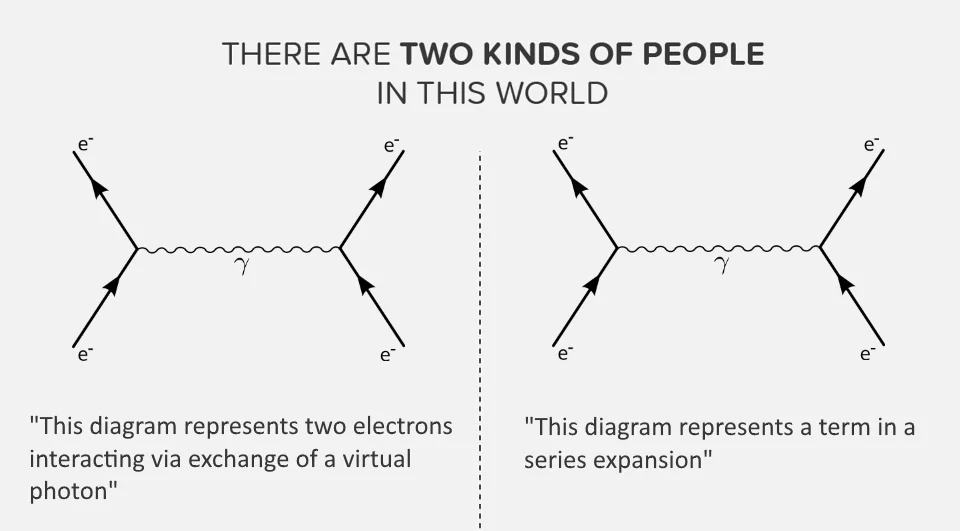 THERE ARE TWO KINDS OF PEOPLE
IN THIS WORLD
e⁻
e⁻
γ
e⁻
e⁻
"This diagram represents two electrons
interacting via exchange of a virtual
photon"
e⁻
e⁻
γ
e⁻
e⁻
"This diagram represents a term in a
series expansion"